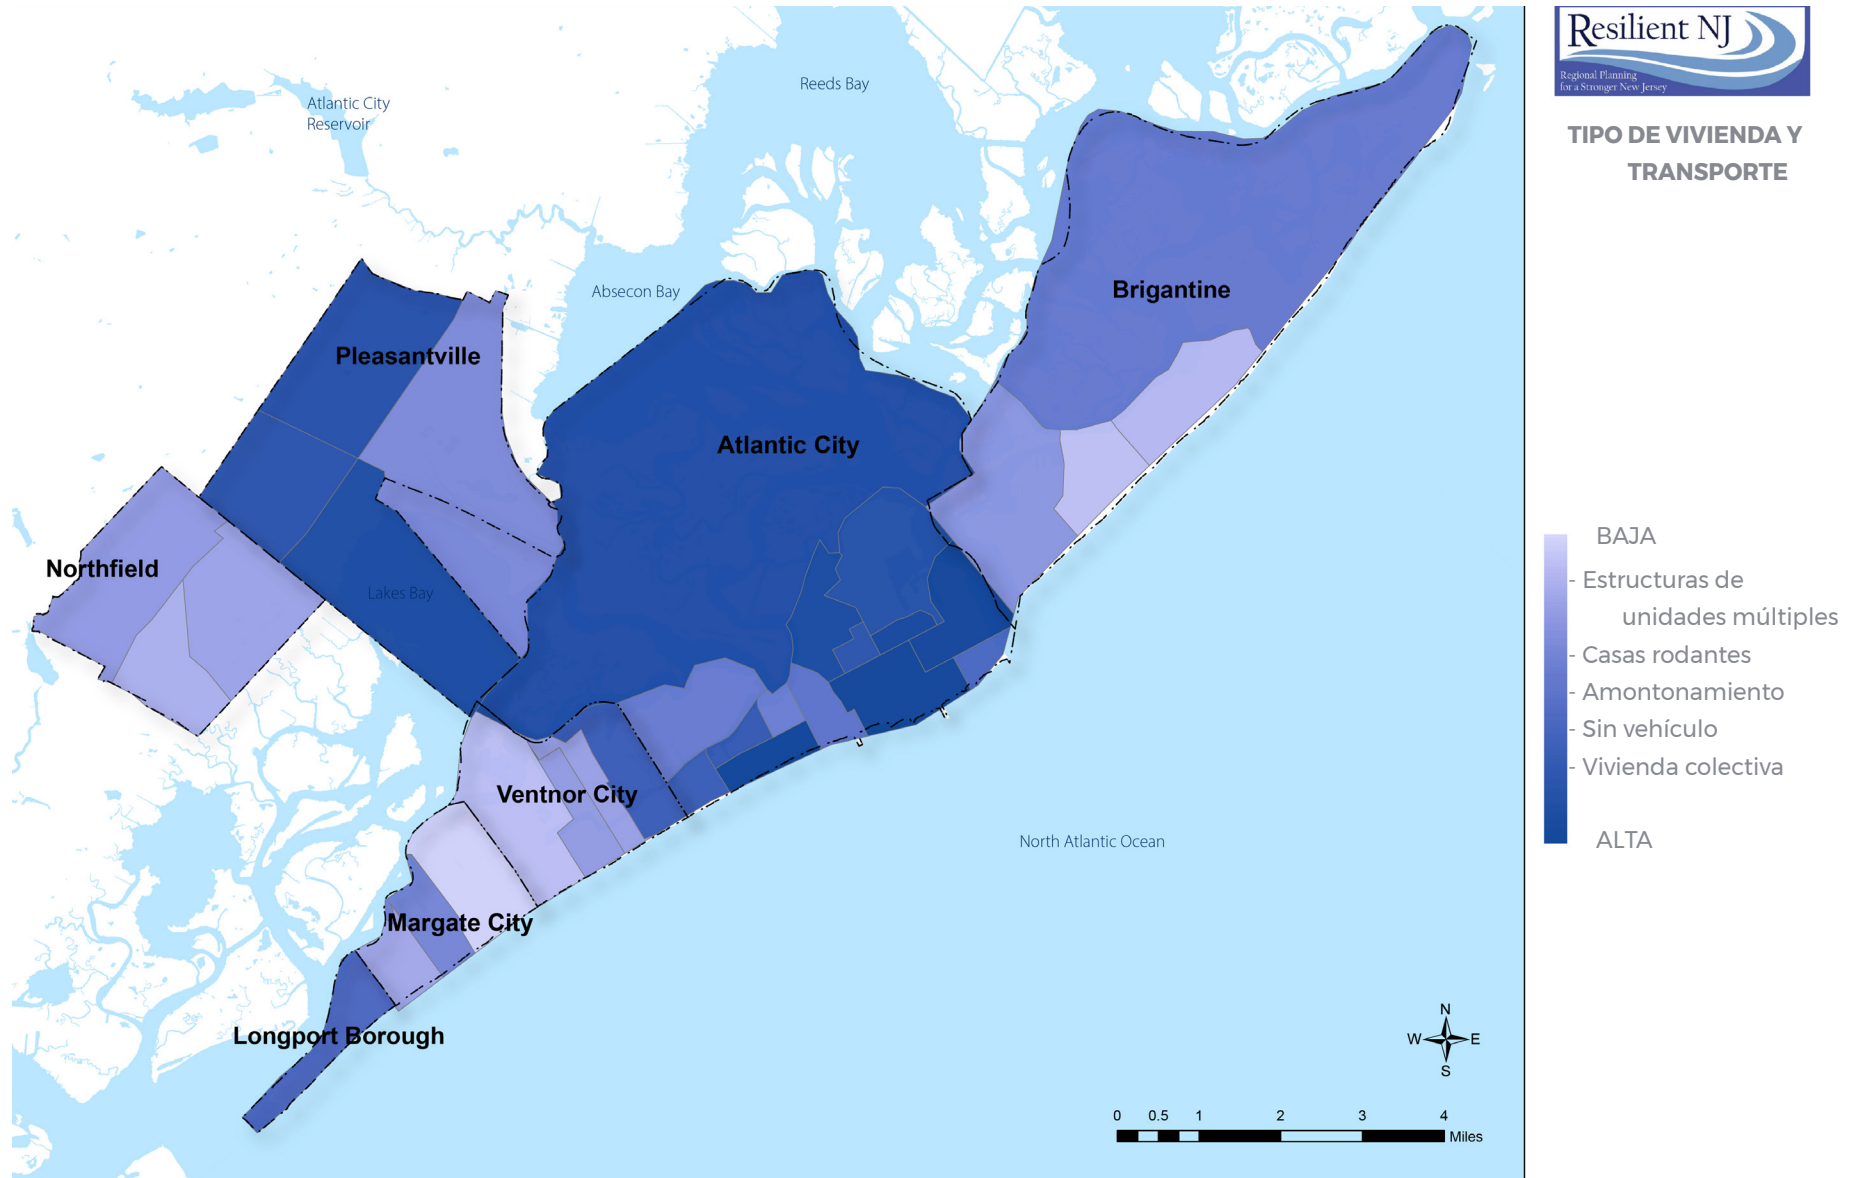 Resilient NJ
Regional Planning
for a Stronger New Jersey
TIPO DE VIVIENDA Y
TRANSPORTE
Reeds Bay
Atlantic City
Reservoir
Absecon Bay
Brigantine
Pleasantville
Atlantic City
Northfield
Lakes Bay
Ventnor City
North Atlantic Ocean
Margate City
Longport Borough
BAJA
- Estructuras de
unidades múltiples
- Casas rodantes
- Amontonamiento
- Sin vehículo
- Vivienda colectiva
ALTA
N
W E
S
0 0.5 1 2 3 4
Miles